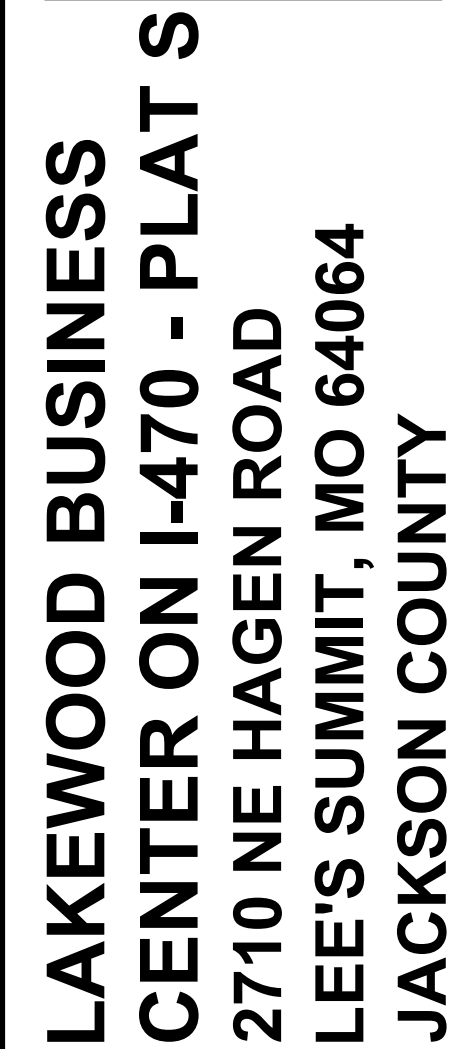 LAKEWOOD BUSINESS
CENTER ON I-470 - PLAT S
2710 NE HAGEN ROAD
LEE'S SUMMIT, MO 64064
JACKSON COUNTY